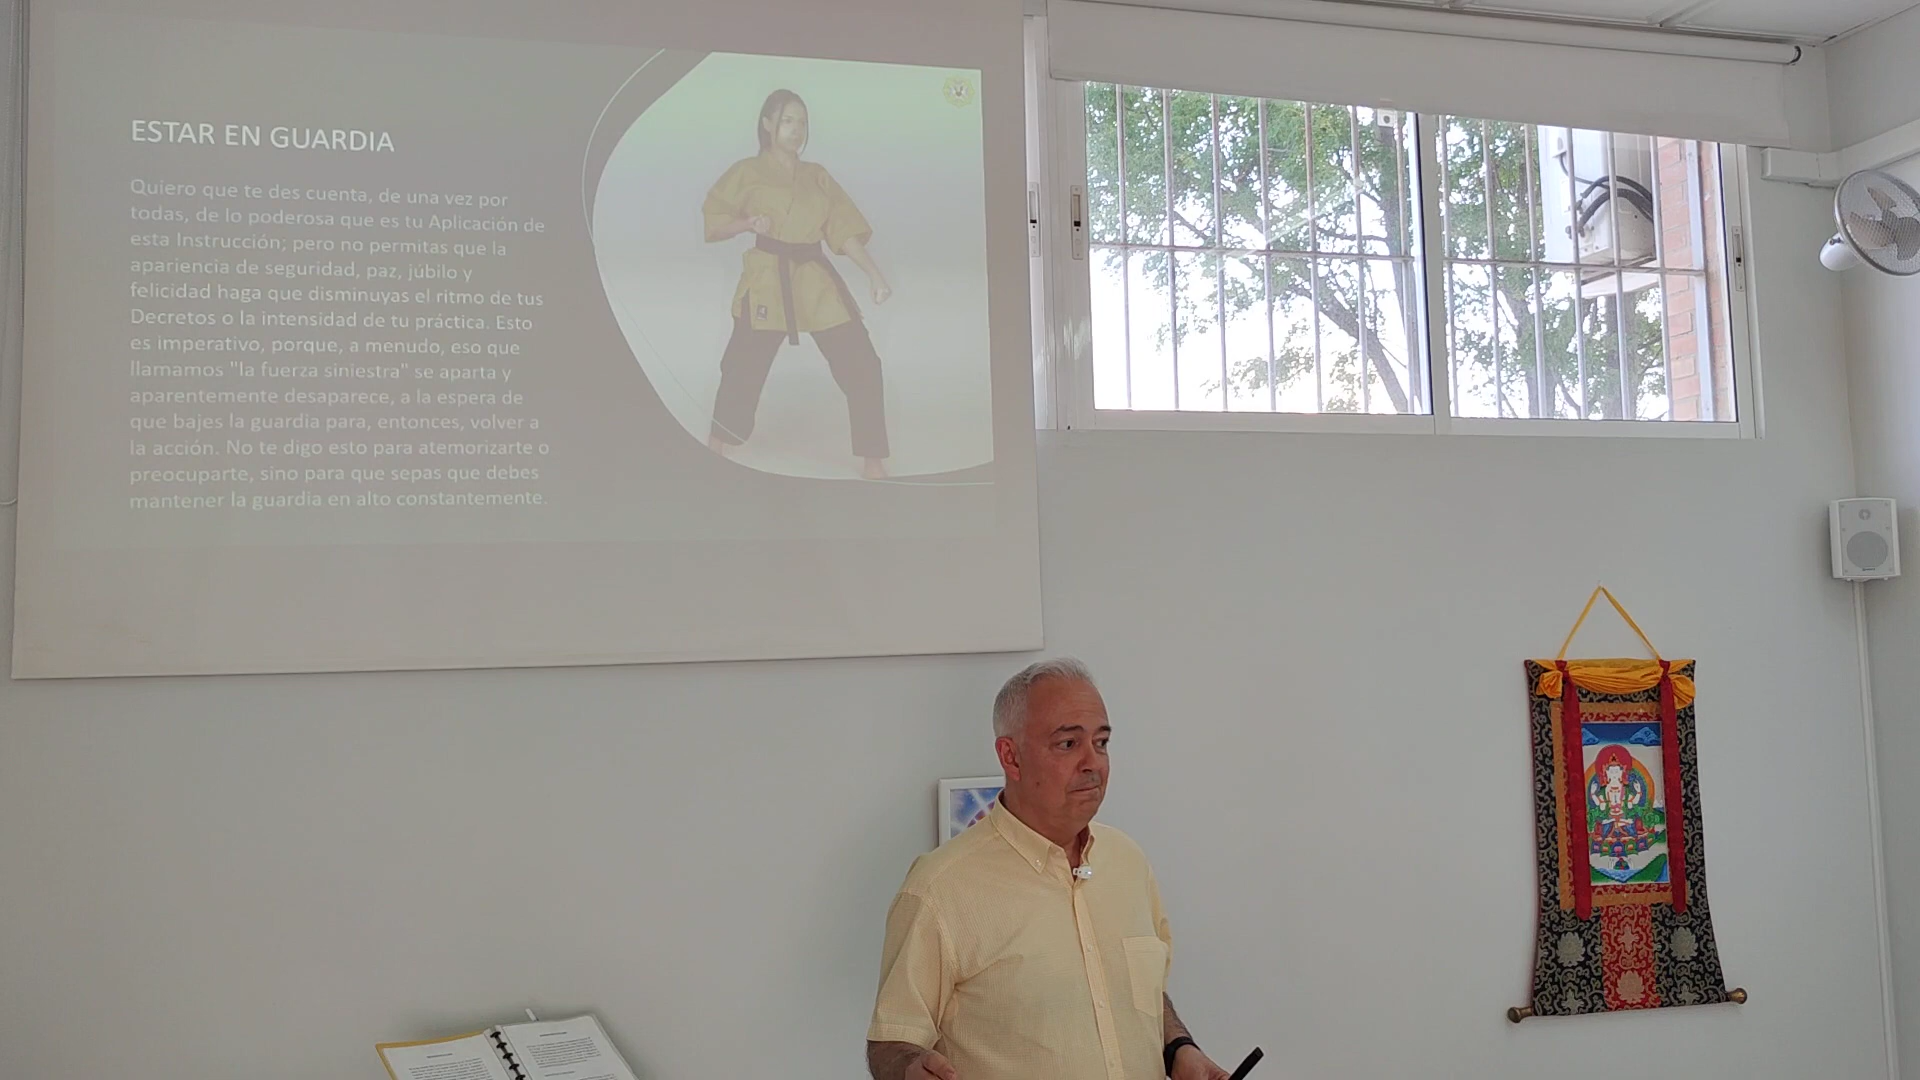 ESTAR EN GUARDIA
Quiero que te des cuenta, de una vez por
todas, de lo poderosa que es tu Aplicación de
esta Instrucción; pero no permitas que la
apariencia de seguridad, paz, júbilo y
felicidad haga que disminuyas el ritmo de tus
Decretos o la intensidad de tu práctica. Esto
es imperativo, porque, a menudo, eso que
llamamos "la fuerza siniestra" se aparta y
aparentemente desaparece, a la espera de
que bajes la guardia para, entonces, volver a
la acción. No te digo esto para atemorizarte o
preocuparte, sino para que sepas que debes
mantener la guardia en alto constantemente.